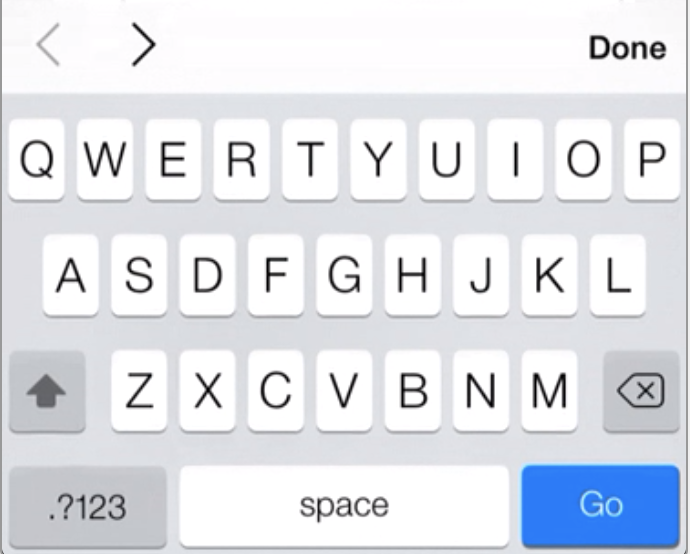 Done
Q W E R T Y U I O P
A S D F G H J K L
Z X C V B N M
.?123 space Go